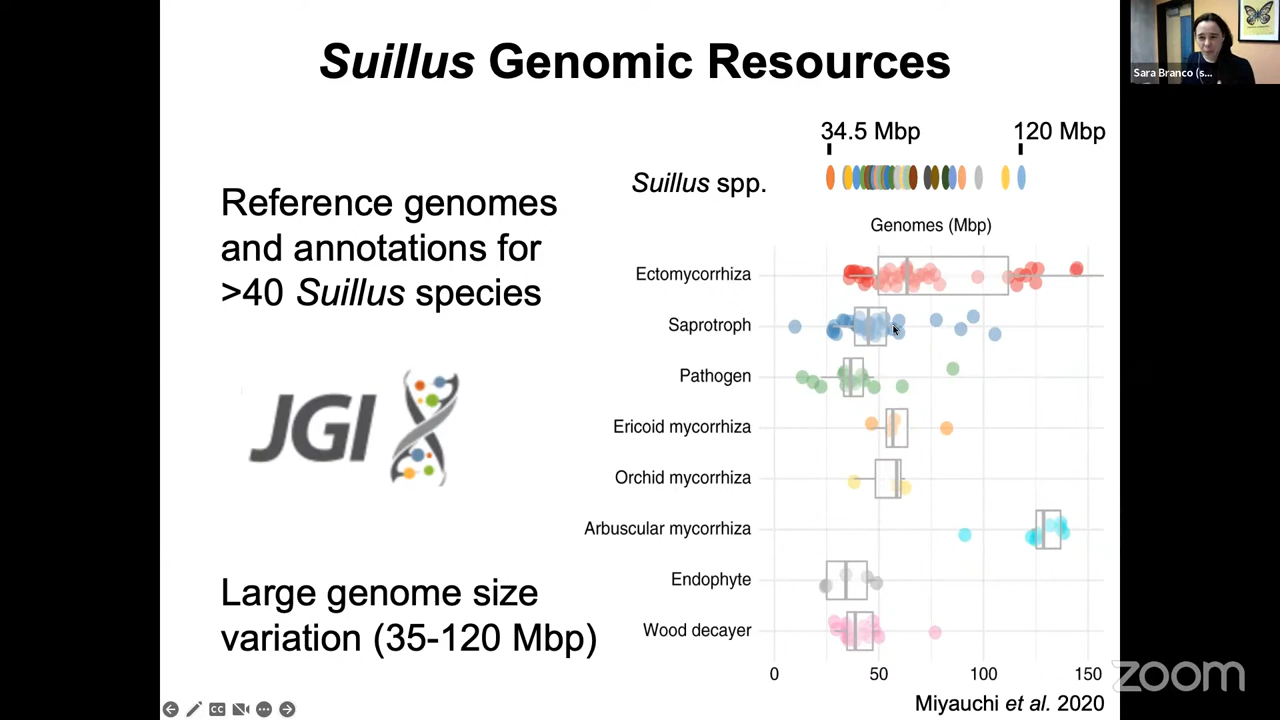 Suillus Genomic Resources
Sara Branco (s...
34.5 Mbp
120 Mbp
Suillus spp.
Reference genomes
and annotations for
>40 Suillus species
JGI
Large genome size
variation (35-120 Mbp)
Genomes (Mbp)
Ectomycorrhiza
Saprotroph
Pathogen
Ericoid mycorrhiza
Orchid mycorrhiza
Arbuscular mycorrhiza
Endophyte
Wood decayer
0 50 100 150
Miyauchi et al. 2020
zoom
CC